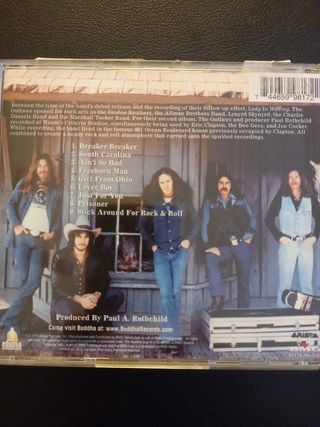 7 44659 98172
Between the time of the band's debut release and the recording of their follow-up effort, Lady In Waiting, The
Outlaws opened for such acts as the Doobie Brothers, the Allman Brothers Band, Lynyrd Skynyrd, the Charlie
Daniels Band and the Marshall Tucker Band. For their second album, The Outlaws and producer Paul Rothchild
recorded at Miami's Criteria Studios, simultaneously being used by Eric Clapton, the Bee Gees, and Joe Cocker.
While recording, the band lived in the famous 461 Ocean Boulevard house previously occupied by Clapton. All
combined to create a heady rock and roll atmosphere that carried onto the spirited recordings.
1. Breaker-Breaker
2. South Carolina
3. Ain't So Bad
4. Freeborn Man
5. Girl From Ohio
6. Lover Boy
7. Just For You
8. Prisoner
9. Stick Around For Rock & Roll
Produced By Paul A. Rothchild
Come visit Buddha at: www.BuddhaRecords.com
BUDDHA
ARISTA